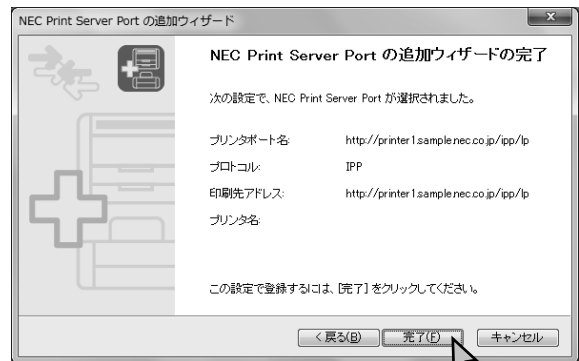 NEC Print Server Port の追加ウィザード
NEC Print Server Port の追加ウィザードの完了
次の設定で、NEC Print Server Port が選択されました。
プリンタポート名: http://printer1.sample.nec.co.jp/ipp/lp
プロトコル: IPP
印刷先アドレス: http://printer1.sample.nec.co.jp/ipp/lp
プリンタ名:
この設定で登録するには、[完了] をクリックしてください。
< 戻る(B) 完了(F) キャンセル